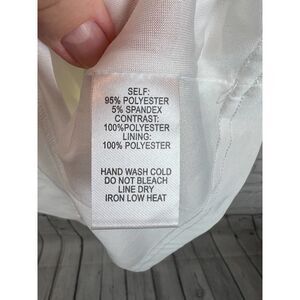 SELF:
95% POLYESTER
5% SPANDEX
CONTRAST:
100%POLYESTER
LINING:
100% POLYESTER
HAND WASH COLD
DO NOT BLEACH
LINE DRY
IRON LOW HEAT